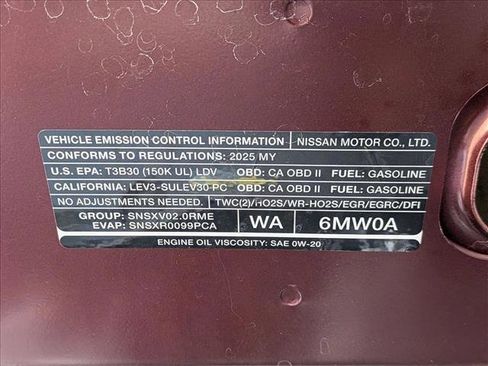 VEHICLE EMISSION CONTROL INFORMATION NISSAN MOTOR CO., LTD.
CONFORMS TO REGULATIONS: 2025 MY
U.S. EPA: T3B30 (150K UL) LDV OBD: CA OBD II FUEL: GASOLINE
CALIFORNIA: LEV3-SULEV30 PC OBD: CA OBD II FUEL: GASOLINE
NO ADJUSTMENTS NEEDED. TWC(2)/HO2S/WR-HO2S/EGR/EGRC/DFI
GROUP: SNSXV02.0RME WA 6MW0A
EVAP: SNSXR0099PCA
ENGINE OIL VISCOSITY: SAE 0W-20